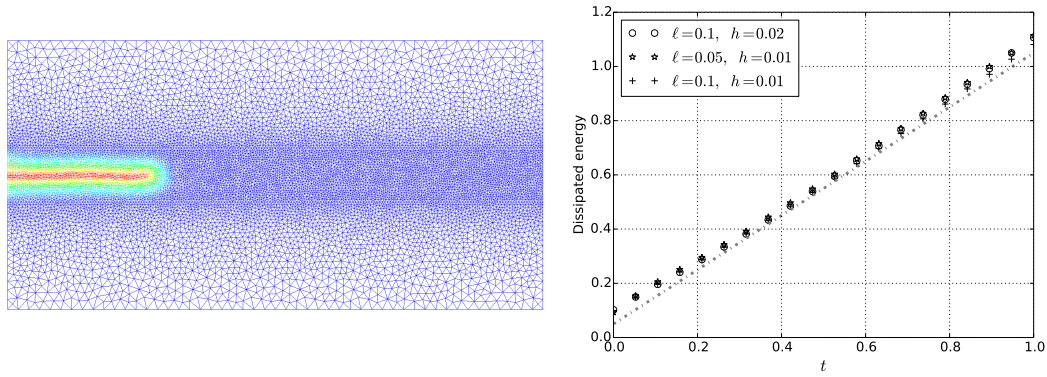 1.2
1.0
0.8
0.6
0.4
0.2
0.0
Dissipated energy
ℓ=0.1, h=0.02
ℓ=0.05, h=0.01
ℓ=0.1, h=0.01
0.0 0.2 0.4 0.6 0.8 1.0
t